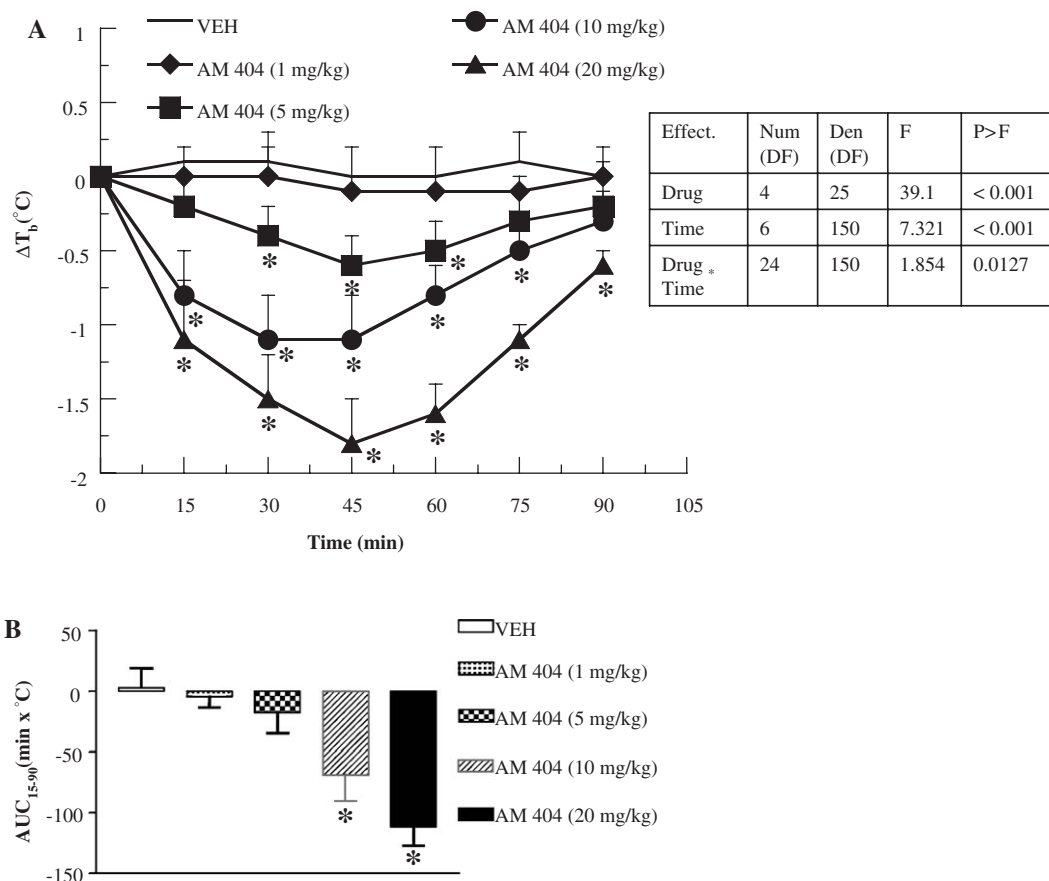 A
VEH
AM 404 (10 mg/kg)
AM 404 (1 mg/kg)
AM 404 (20 mg/kg)
AM 404 (5 mg/kg)
1
0.5
0
-0.5
-1
-1.5
-2
ΔTb(°C)
* * * * * * * * * * * * * *
0 15 30 45 60 75 90 105
Time (min)
Effect. Num (DF) Den (DF) F P>F
Drug 4 25 39.1 < 0.001
Time 6 150 7.321 < 0.001
Drug * Time 24 150 1.854 0.0127
B
50
0
-50
-100
-150
AUC15-90(min x °C)
* *
VEH
AM 404 (1 mg/kg)
AM 404 (5 mg/kg)
AM 404 (10 mg/kg)
AM 404 (20 mg/kg)